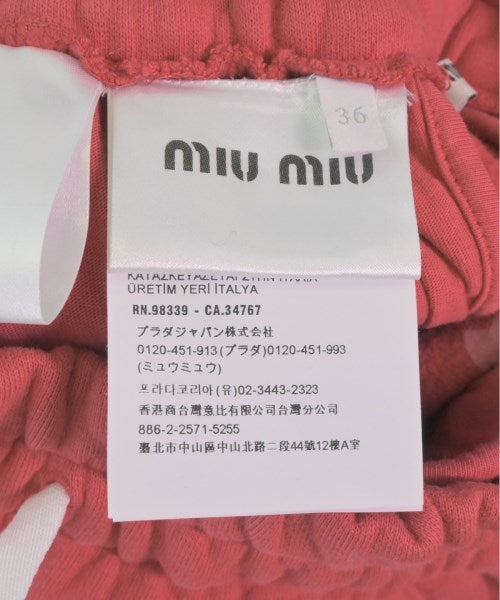 36
miu miu
ÜRETİM YERİ İTALYA
RN.98339 - CA.34767
プラダジャパン株式会社
0120-451-913(プラダ)0120-451-993
(ミュウミュウ)
프라다코리아(유)02-3443-2323
香港商台灣意比有限公司台灣分公司
886-2-2571-5255
臺北市中山區中山北路二段44號12樓A室